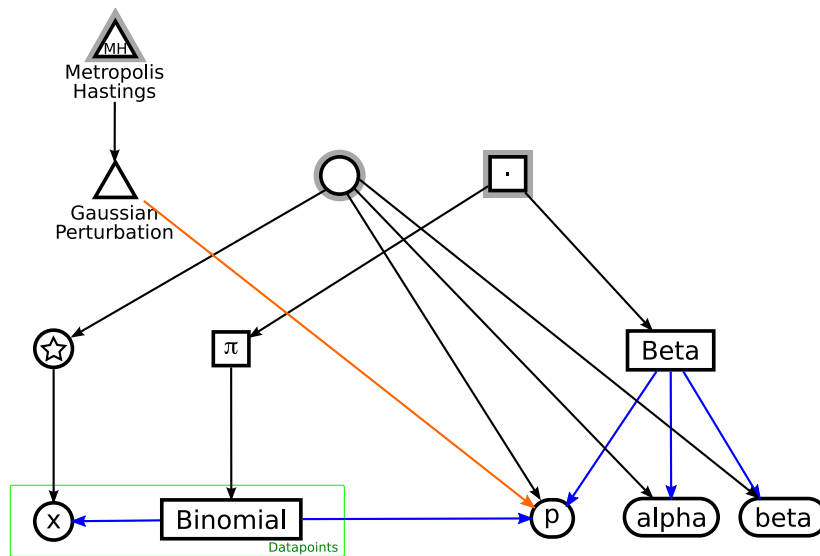 MH
Metropolis
Hastings
Gaussian
Perturbation
π
Beta
x
Binomial
p
alpha
beta
Datapoints